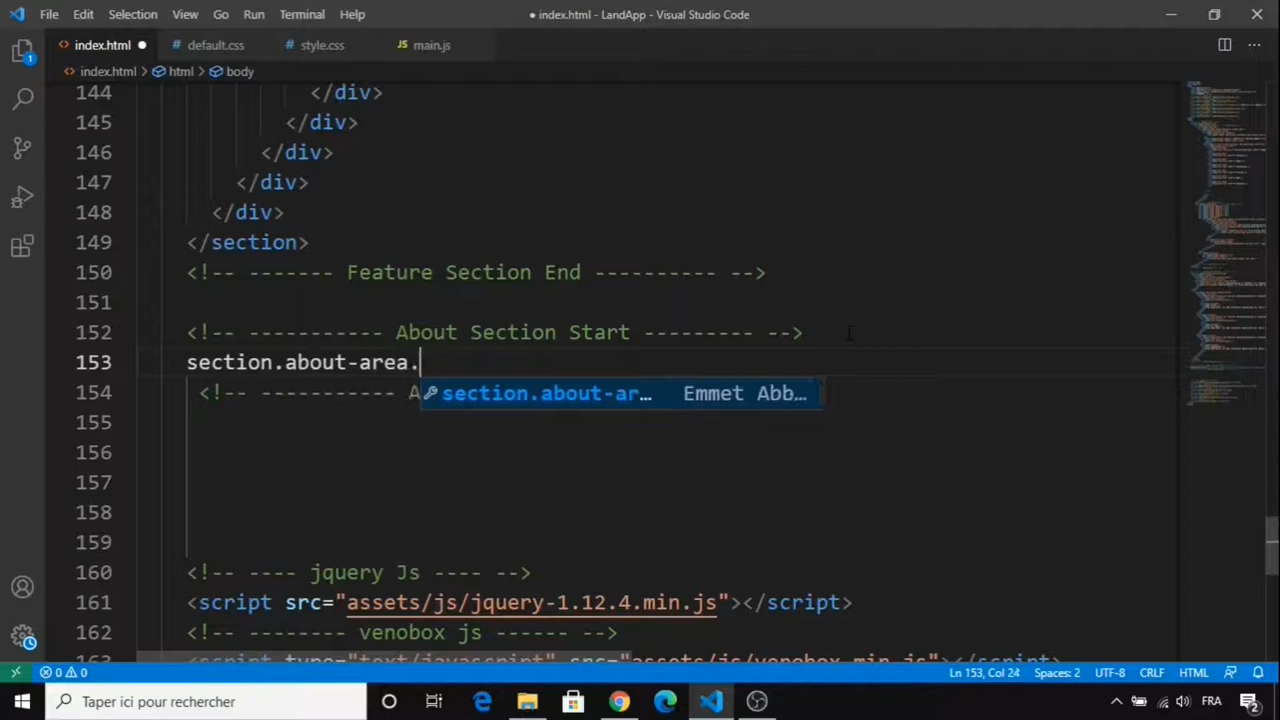 File Edit Selection View Go Run Terminal Help
● index.html - LandApp - Visual Studio Code
index.html ● # default.css # style.css JS main.js
index.html > html > body
144 </div>
145 </div>
146 </div>
147 </div>
148 </div>
149 </section>
150 <!-- ------- Feature Section End ---------- -->
151
152 <!-- ----------- About Section Start --------- -->
153 section.about-area.
section.about-ar… Emmet Abb…
154 <!-- ----------- A
155
156
157
158
159
160 <!-- ---- jquery Js ---- -->
161 <script src="assets/js/jquery-1.12.4.min.js"></script>
162 <!-- -------- venobox js ------ -->
163 <script type="text/javascript" src="assets/js/venobox.min.js"></script>
1
0 0 Ln 153, Col 24 Spaces: 2 UTF-8 CRLF HTML
Taper ici pour rechercher
FRA
2